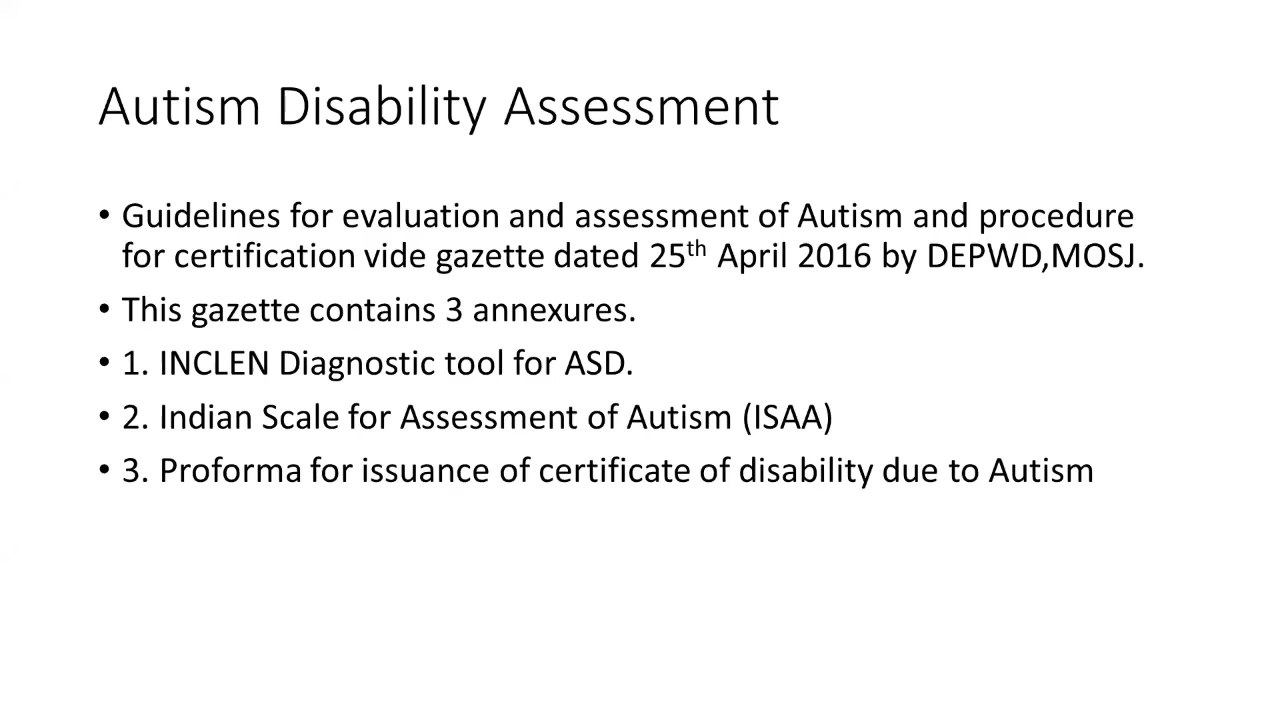 Autism Disability Assessment
• Guidelines for evaluation and assessment of Autism and procedure
for certification vide gazette dated 25th April 2016 by DEPWD,MOSJ.
• This gazette contains 3 annexures.
• 1. INCLEN Diagnostic tool for ASD.
• 2. Indian Scale for Assessment of Autism (ISAA)
• 3. Proforma for issuance of certificate of disability due to Autism